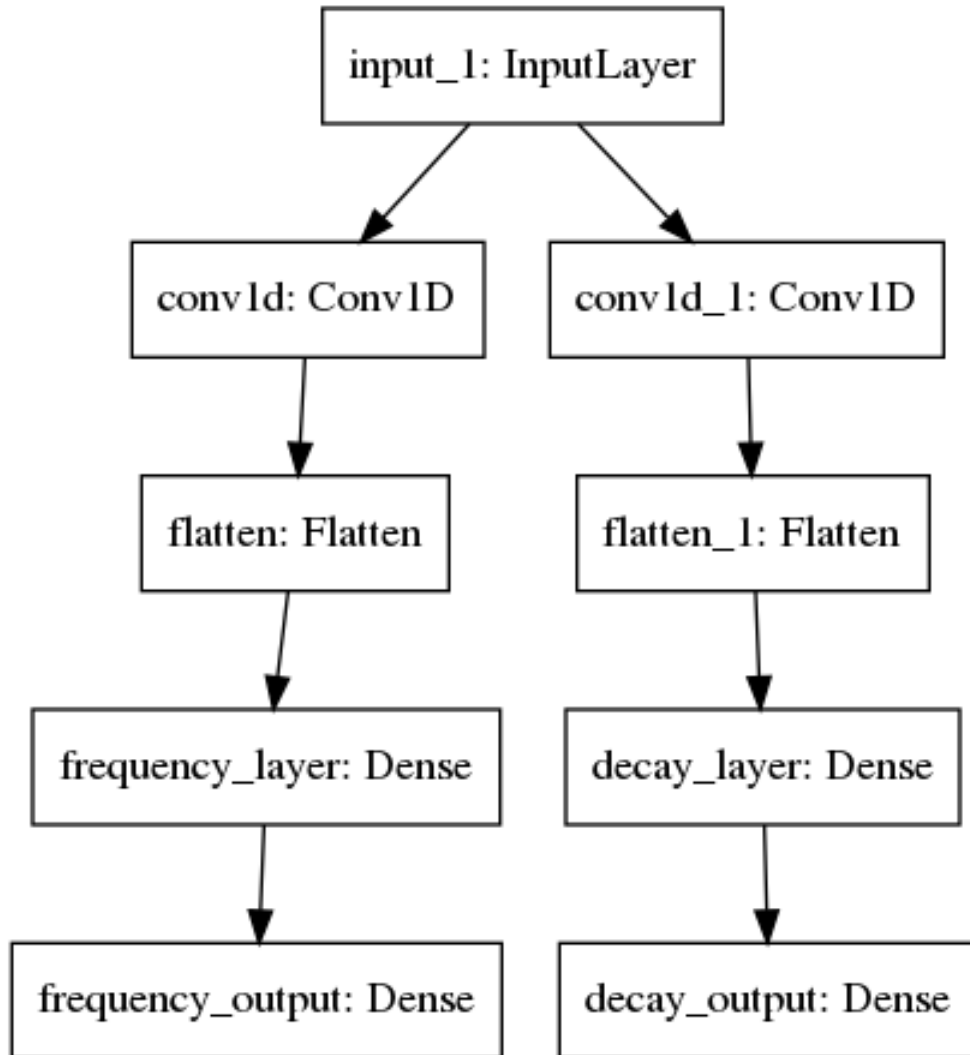 input_1: InputLayer
conv1d: Conv1D
conv1d_1: Conv1D
flatten: Flatten
flatten_1: Flatten
frequency_layer: Dense
decay_layer: Dense
frequency_output: Dense
decay_output: Dense